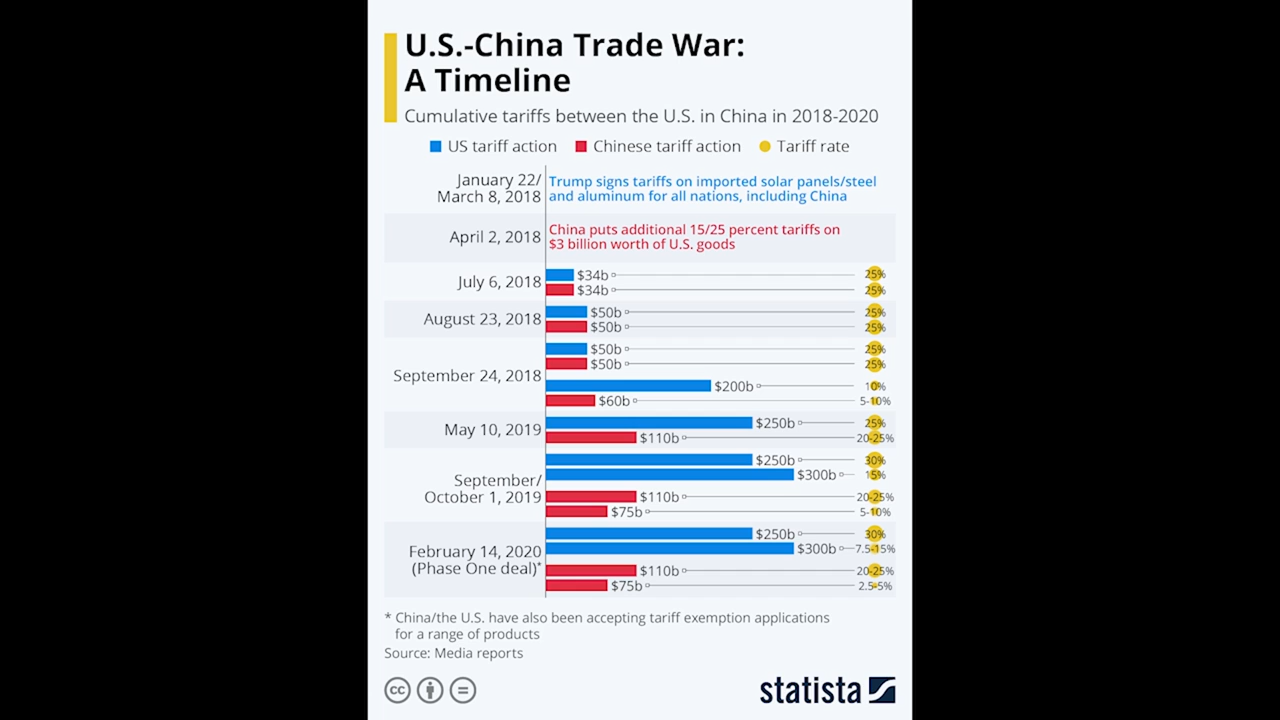 U.S.-China Trade War:
A Timeline
Cumulative tariffs between the U.S. in China in 2018-2020
US tariff action Chinese tariff action Tariff rate
January 22/
March 8, 2018
Trump signs tariffs on imported solar panels/steel
and aluminum for all nations, including China
April 2, 2018
China puts additional 15/25 percent tariffs on
$3 billion worth of U.S. goods
July 6, 2018
$34b 25%
$34b 25%
August 23, 2018
$50b 25%
$50b 25%
September 24, 2018
$50b 25%
$50b 25%
$200b 10%
$60b 5-10%
May 10, 2019
$250b 25%
$110b 20-25%
September/
October 1, 2019
$250b 30%
$300b 15%
$110b 20-25%
$75b 5-10%
February 14, 2020
(Phase One deal)*
$250b 30%
$300b 7.5-15%
$110b 20-25%
$75b 2.5-5%
* China/the U.S. have also been accepting tariff exemption applications
for a range of products
Source: Media reports
cc
statista